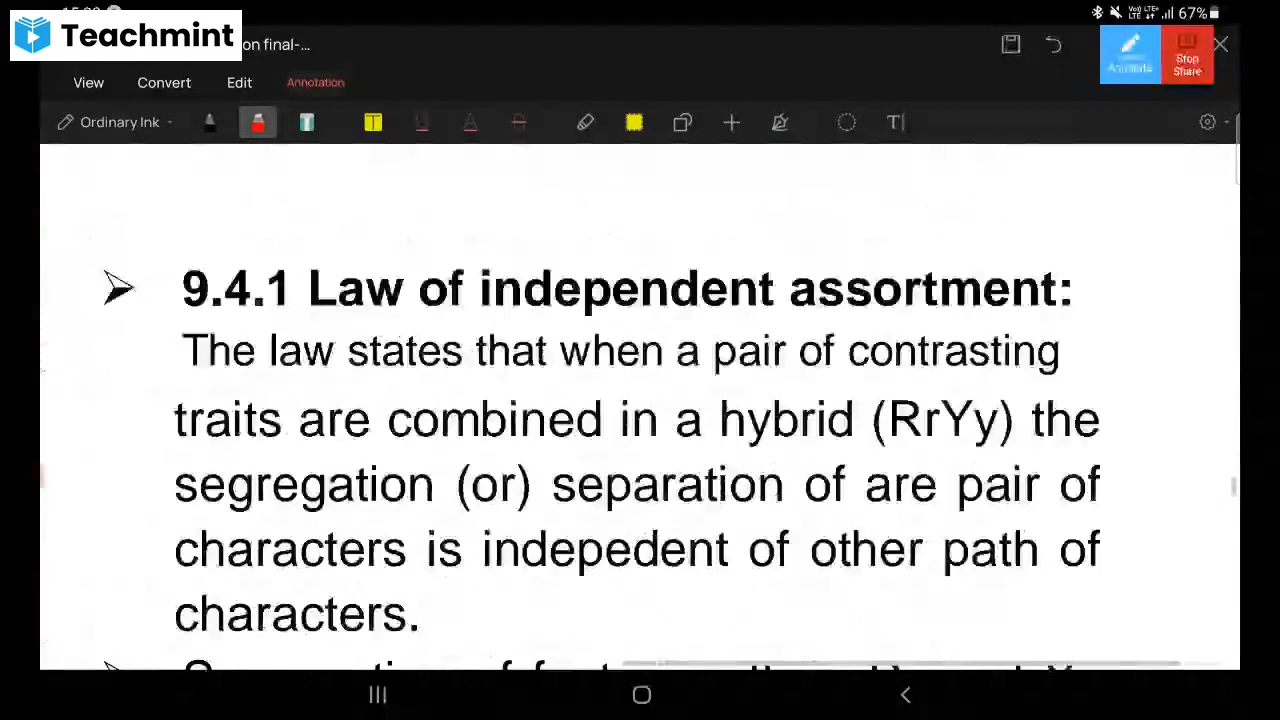 Teachmint
on final-...
67%
Annotate
Stop
Share
View Convert Edit Annotation
Ordinary Ink
9.4.1 Law of independent assortment:
The law states that when a pair of contrasting
traits are combined in a hybrid (RrYy) the
segregation (or) separation of are pair of
characters is indepedent of other path of
characters.